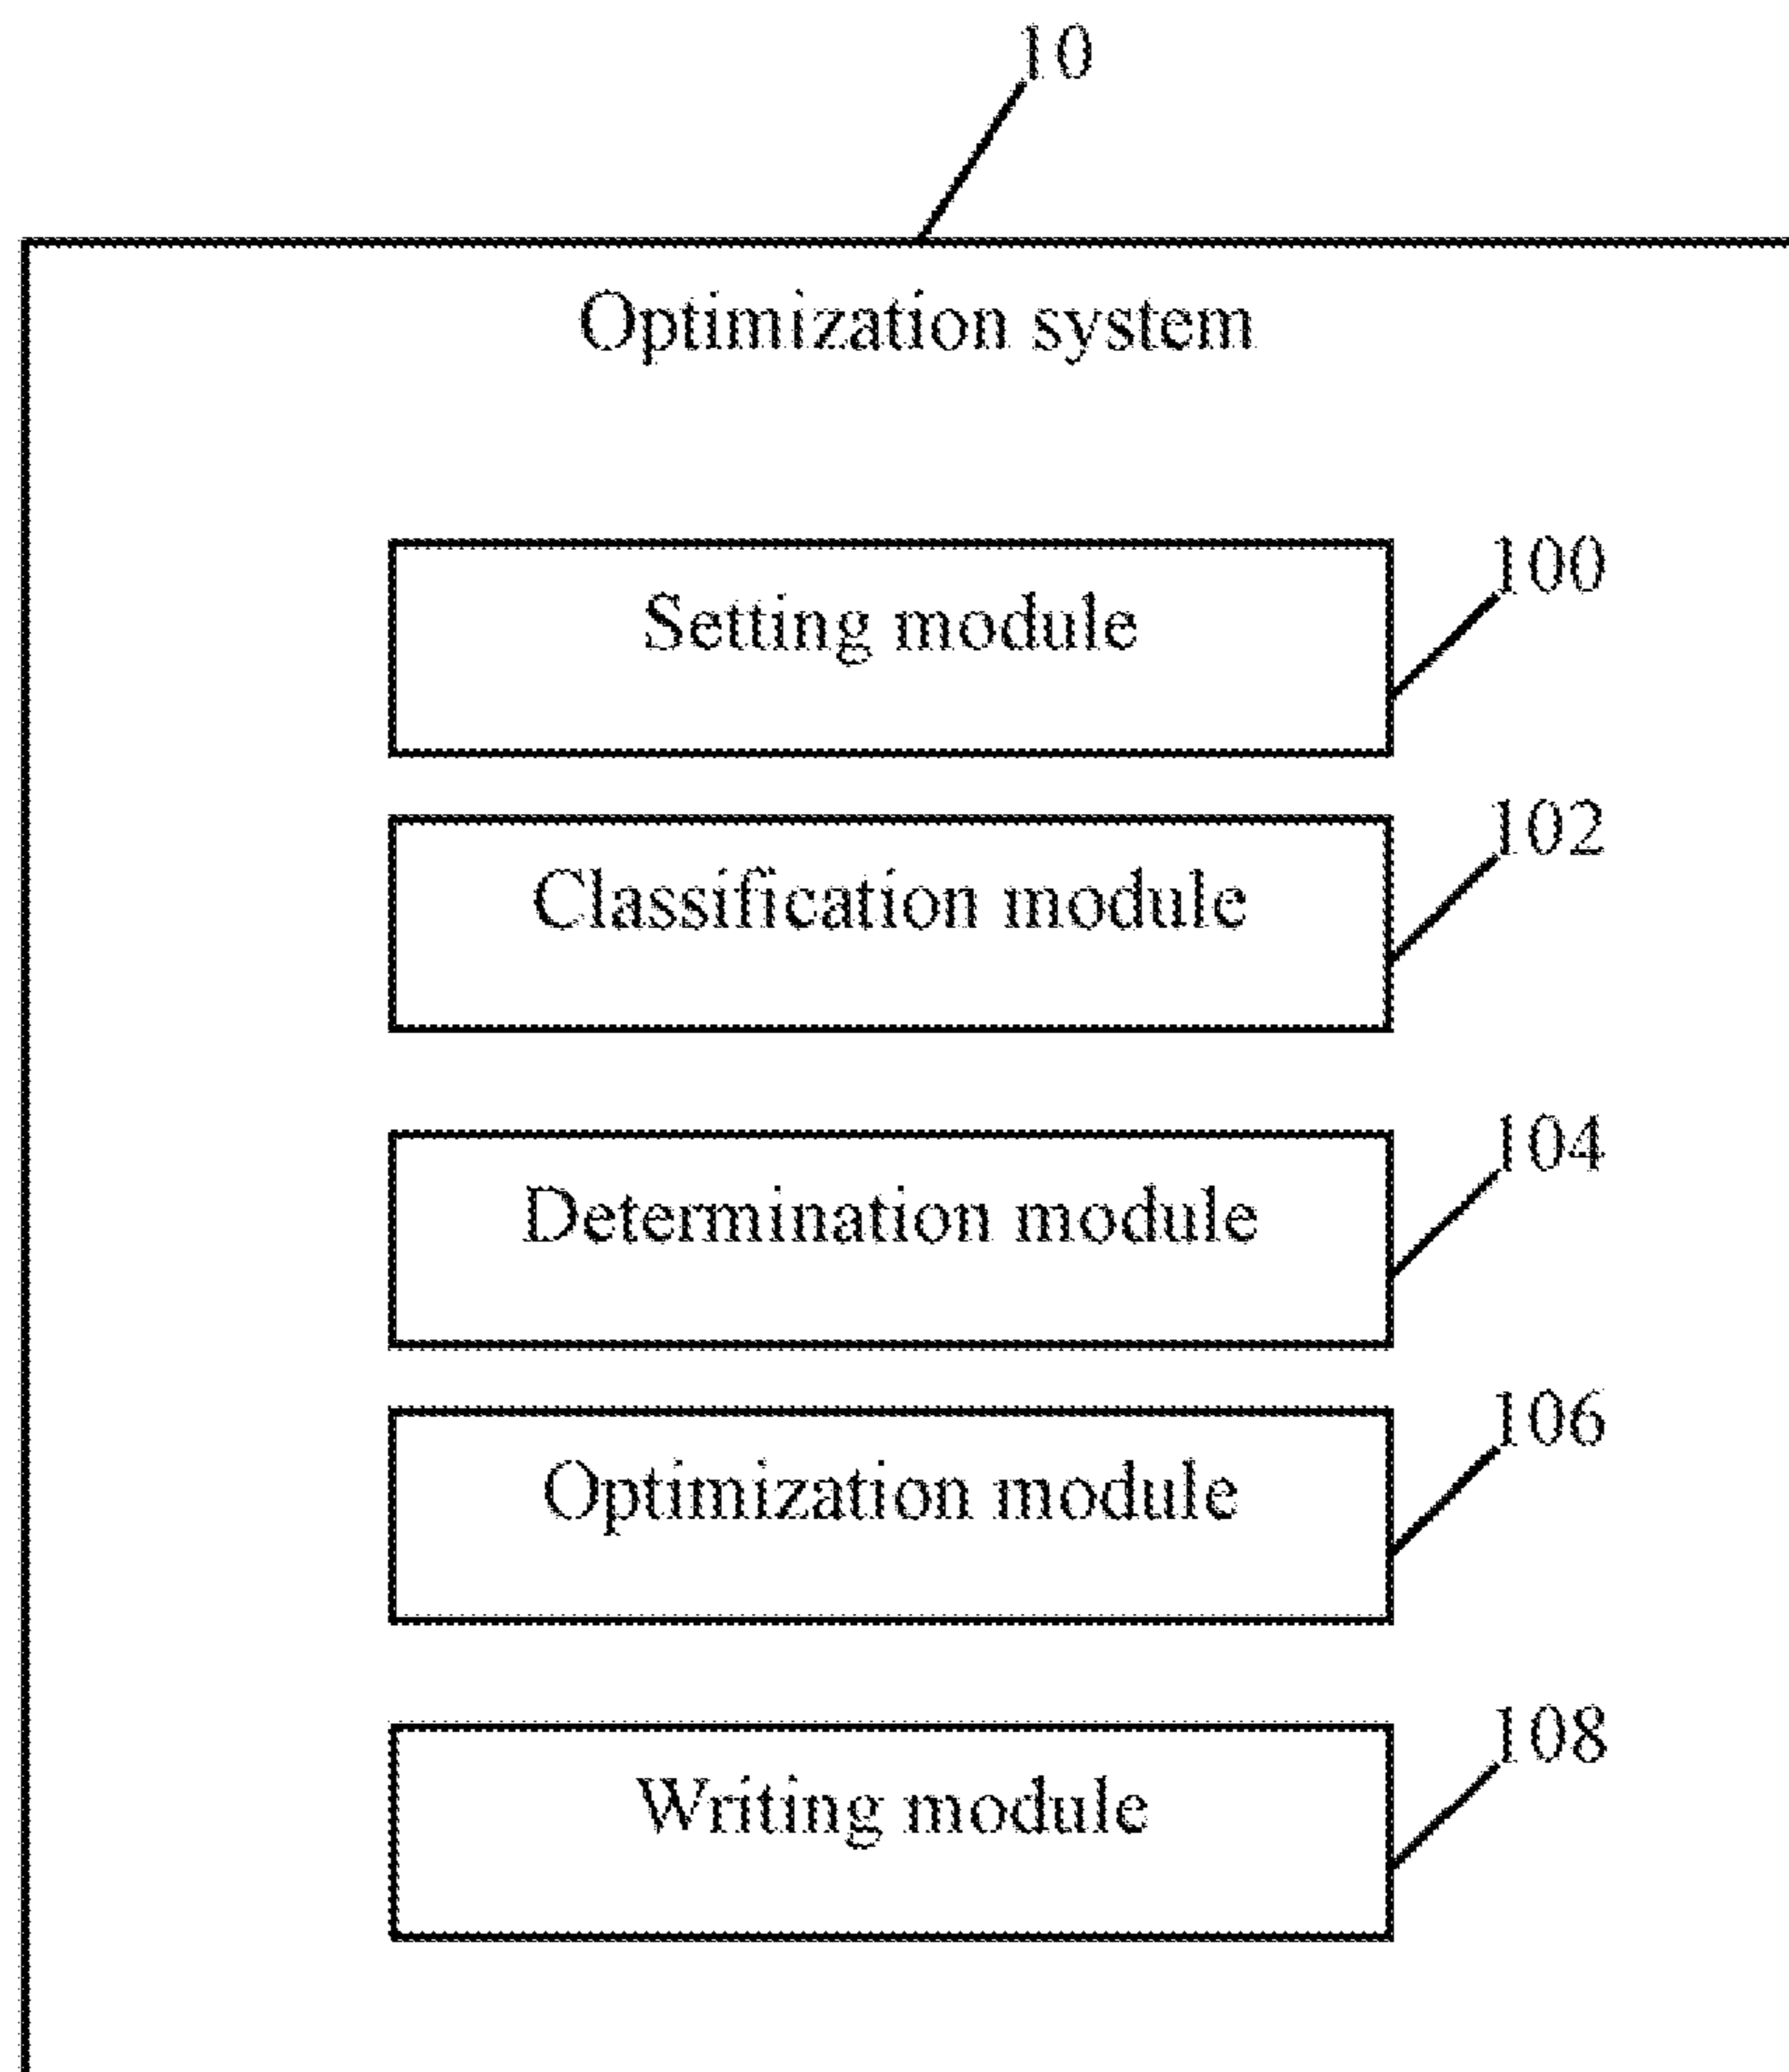 10
Optimization system
100
Setting module
102
Classification module
104
Determination module
106
Optimization module
108
Writing module